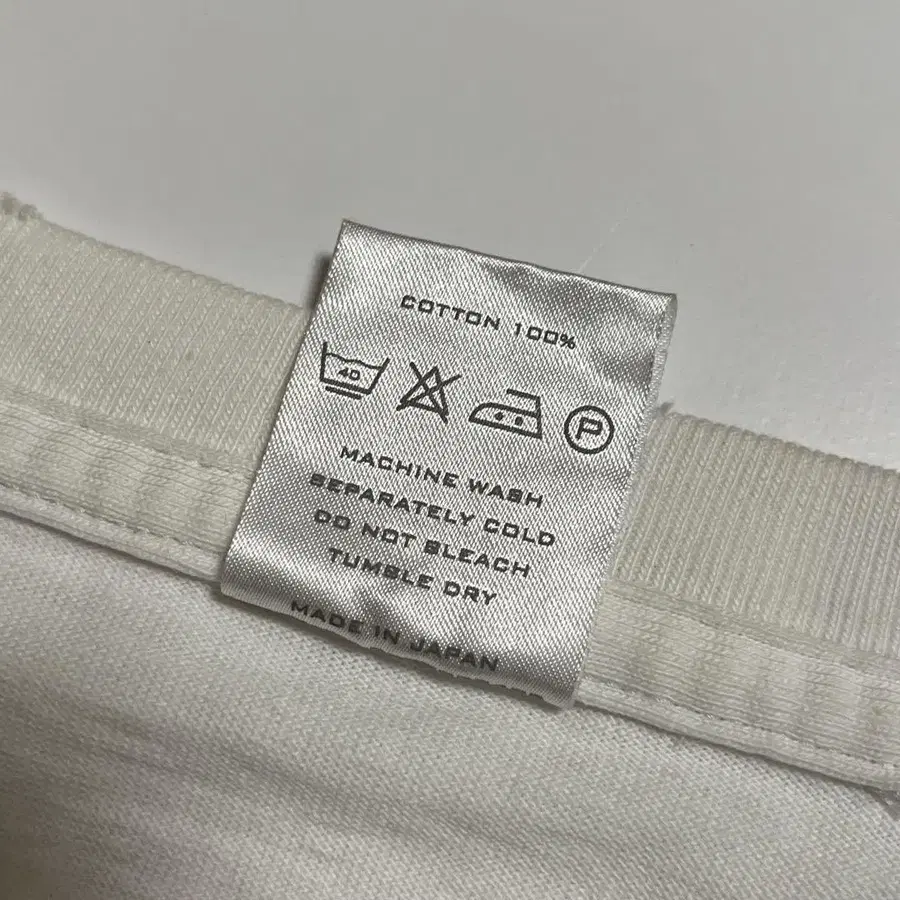 COTTON 100%
40
P
MACHINE WASH
SEPARATELY COLD
DO NOT BLEACH
TUMBLE DRY
MADE IN JAPAN